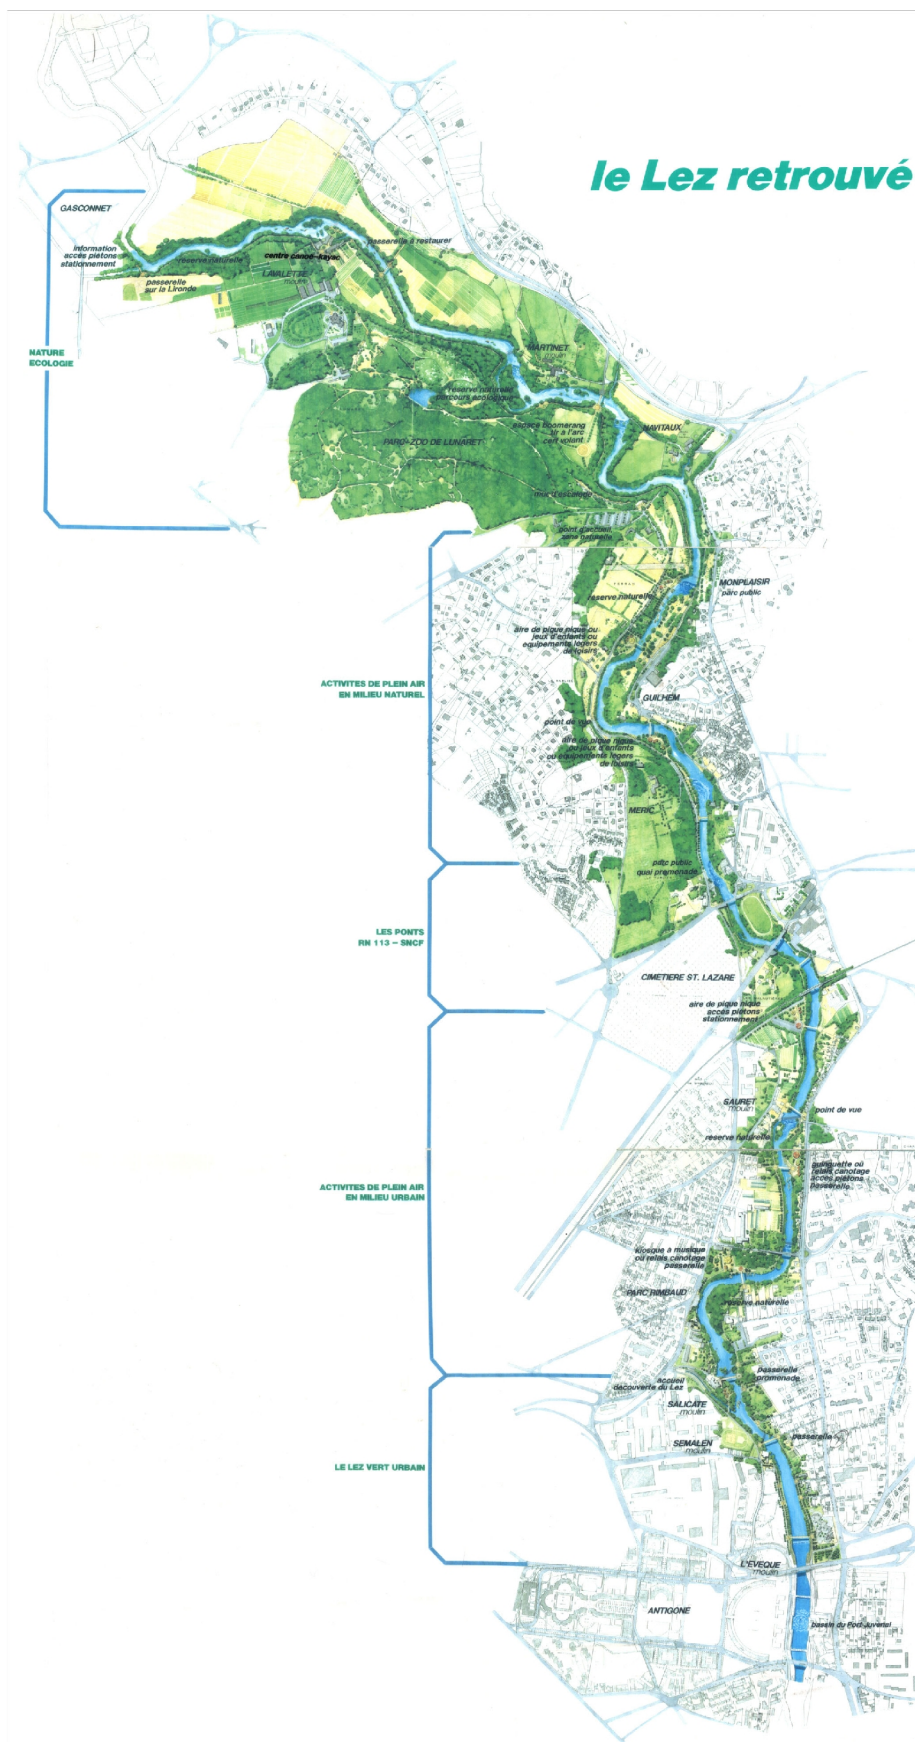 le Lez retrouvé
GASCONNET
information
accès piétons
stationnement
réserve naturelle
passerelle
sur la Lironde
centre canoë-kayac
LAVALETTE
moulin
passerelle à restaurer
NATURE
ECOLOGIE
MARTINET
moulin
réserve naturelle
parcours écologique
espace boomerang
tir à l'arc
cerf volant
NAVITAUX
PARC-ZOO DE LUNARET
mur d'escalade
point d'accueil
zone naturelle
MONPLAISIR
parc public
réserve naturelle
aire de pique nique ou
jeux d'enfants ou
equipements légers
de loisirs
ACTIVITES DE PLEIN AIR
EN MILIEU NATUREL
GUILHEM
point de vue
aire de pique nique
ou jeux d'enfants
ou equipements légers
de loisirs
MERIC
parc public
quai promenade
LES PONTS
RN 113 – SNCF
CIMETIERE ST. LAZARE
aire de pique nique
accès piétons
stationnement
SAURET
moulin
point de vue
réserve naturelle
guinguette ou
relais canotage
accès piétons
passerelle
ACTIVITES DE PLEIN AIR
EN MILIEU URBAIN
kiosque à musique
ou relais canotage
passerelle
PARC RIMBAUD
réserve naturelle
passerelle
promenade
accueil
découverte du Lez
SALICATE
moulin
SEMALEN
moulin
passerelle
LE LEZ VERT URBAIN
L'EVEQUE
moulin
ANTIGONE
bassin du Port-Juvenal